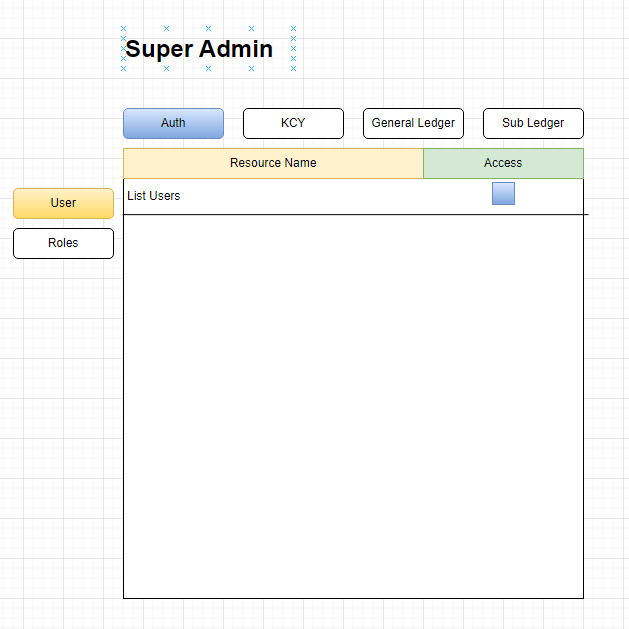 Super Admin
Auth
KCY
General Ledger
Sub Ledger
Resource Name
Access
User
List Users
Roles